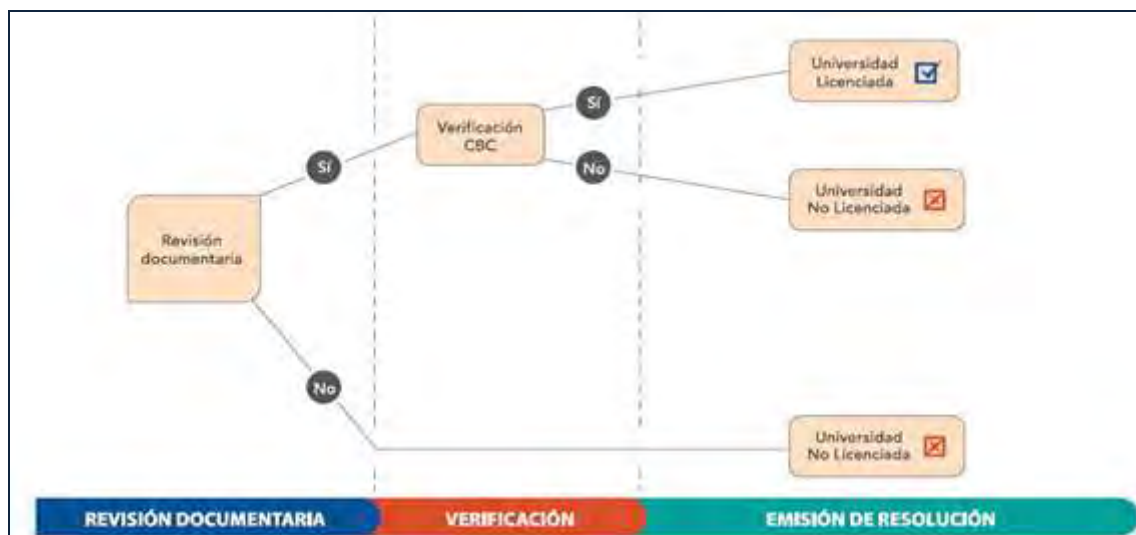 Universidad
Licenciada
Sí
Verificación
CBC
No
Universidad
No Licenciada
Sí
Revisión
documentaria
No
Universidad
No Licenciada
REVISIÓN DOCUMENTARIA
VERIFICACIÓN
EMISIÓN DE RESOLUCIÓN